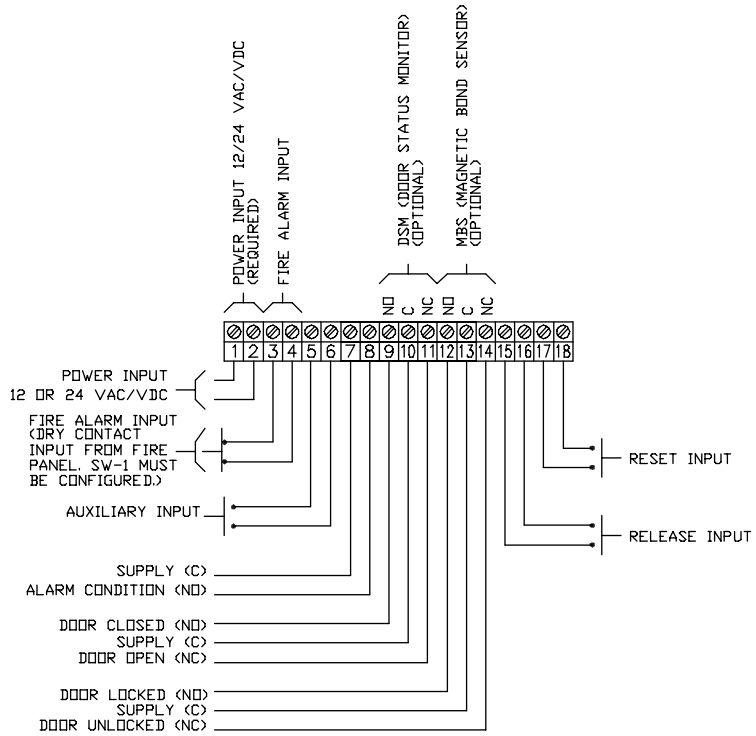 POWER INPUT 12/24 VAC/VDC
(REQUIRED)
FIRE ALARM INPUT
DSM (DOOR STATUS MONITOR)
(OPTIONAL)
MBS (MAGNETIC BOND SENSOR)
(OPTIONAL)
NO C NC NO C NC
1 2 3 4 5 6 7 8 9 10 11 12 13 14 15 16 17 18
POWER INPUT
12 OR 24 VAC/VDC
FIRE ALARM INPUT
(DRY CONTACT
INPUT FROM FIRE
PANEL. SW-1 MUST
BE CONFIGURED.)
AUXILIARY INPUT
SUPPLY (C)
ALARM CONDITION (NO)
DOOR CLOSED (NO)
SUPPLY (C)
DOOR OPEN (NC)
DOOR LOCKED (NO)
SUPPLY (C)
DOOR UNLOCKED (NC)
RESET INPUT
RELEASE INPUT